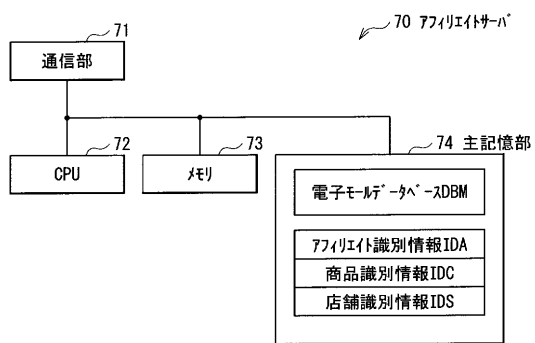 70 アフィリエイトサーバ
71
通信部
72
CPU
73
メモリ
74 主記憶部
電子モールデータベースDBM
アフィリエイト識別情報IDA
商品識別情報IDC
店舗識別情報IDS